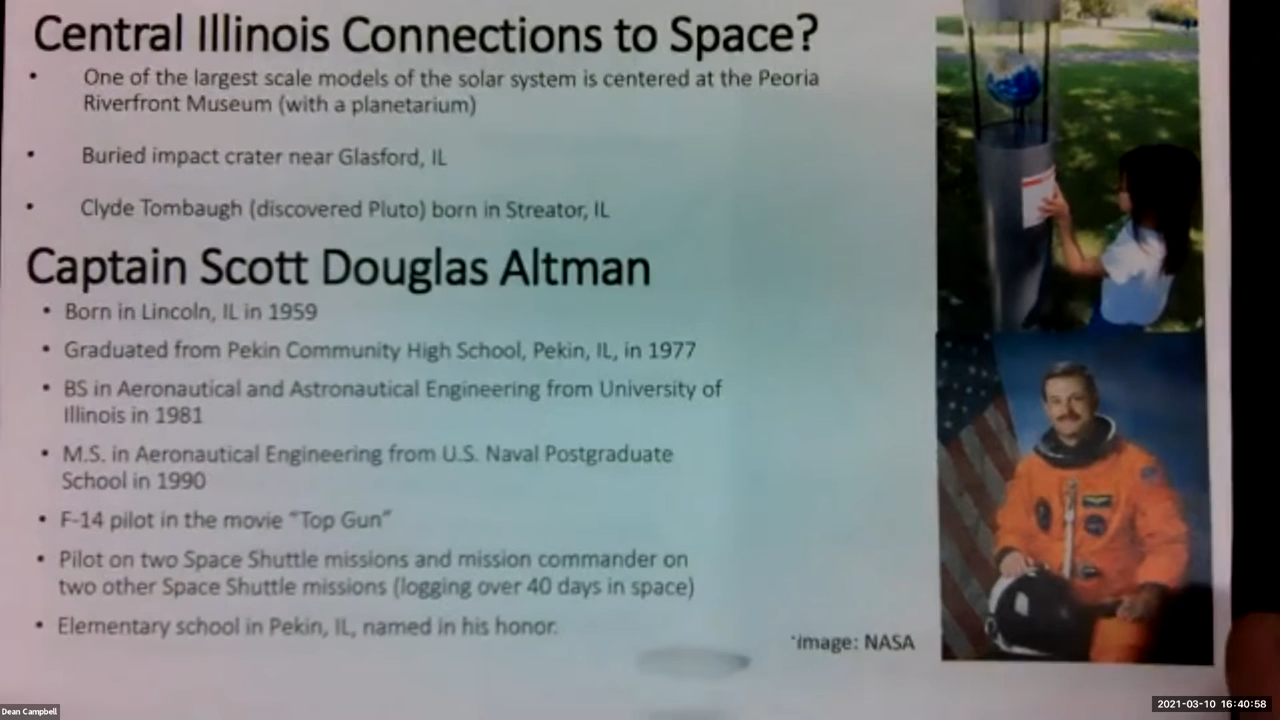 Central Illinois Connections to Space?
• One of the largest scale models of the solar system is centered at the Peoria
Riverfront Museum (with a planetarium)
• Buried impact crater near Glasford, IL
• Clyde Tombaugh (discovered Pluto) born in Streator, IL
Captain Scott Douglas Altman
• Born in Lincoln, IL in 1959
• Graduated from Pekin Community High School, Pekin, IL, in 1977
• BS in Aeronautical and Astronautical Engineering from University of
Illinois in 1981
• M.S. in Aeronautical Engineering from U.S. Naval Postgraduate
School in 1990
• F-14 pilot in the movie “Top Gun”
• Pilot on two Space Shuttle missions and mission commander on
two other Space Shuttle missions (logging over 40 days in space)
• Elementary school in Pekin, IL, named in his honor.
*image: NASA
Dean Campbell
2021-03-10 16:40:58